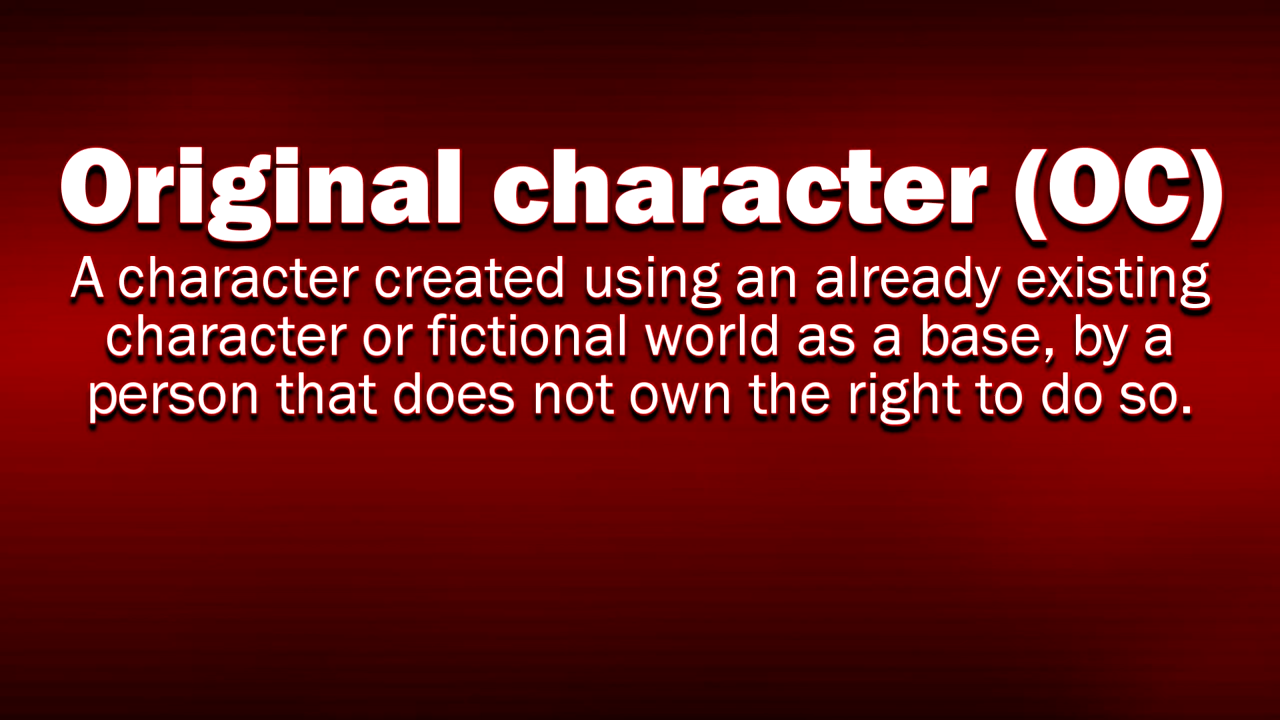 Original character (OC)
A character created using an already existing
character or fictional world as a base, by a
person that does not own the right to do so.